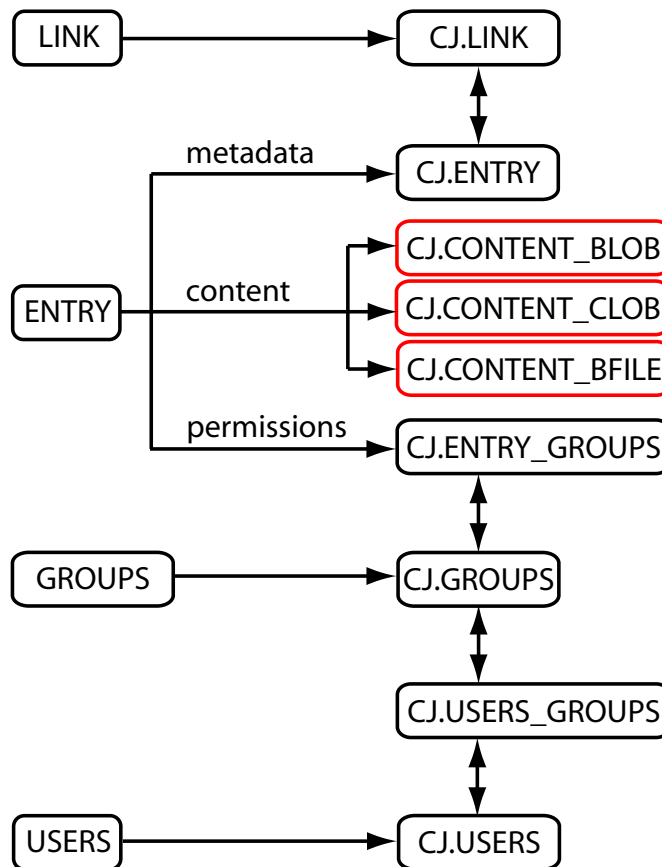 LINK
CJ.LINK
metadata
CJ.ENTRY
CJ.CONTENT_BLOB
ENTRY
content
CJ.CONTENT_CLOB
CJ.CONTENT_BFILE
permissions
CJ.ENTRY_GROUPS
GROUPS
CJ.GROUPS
CJ.USERS_GROUPS
USERS
CJ.USERS